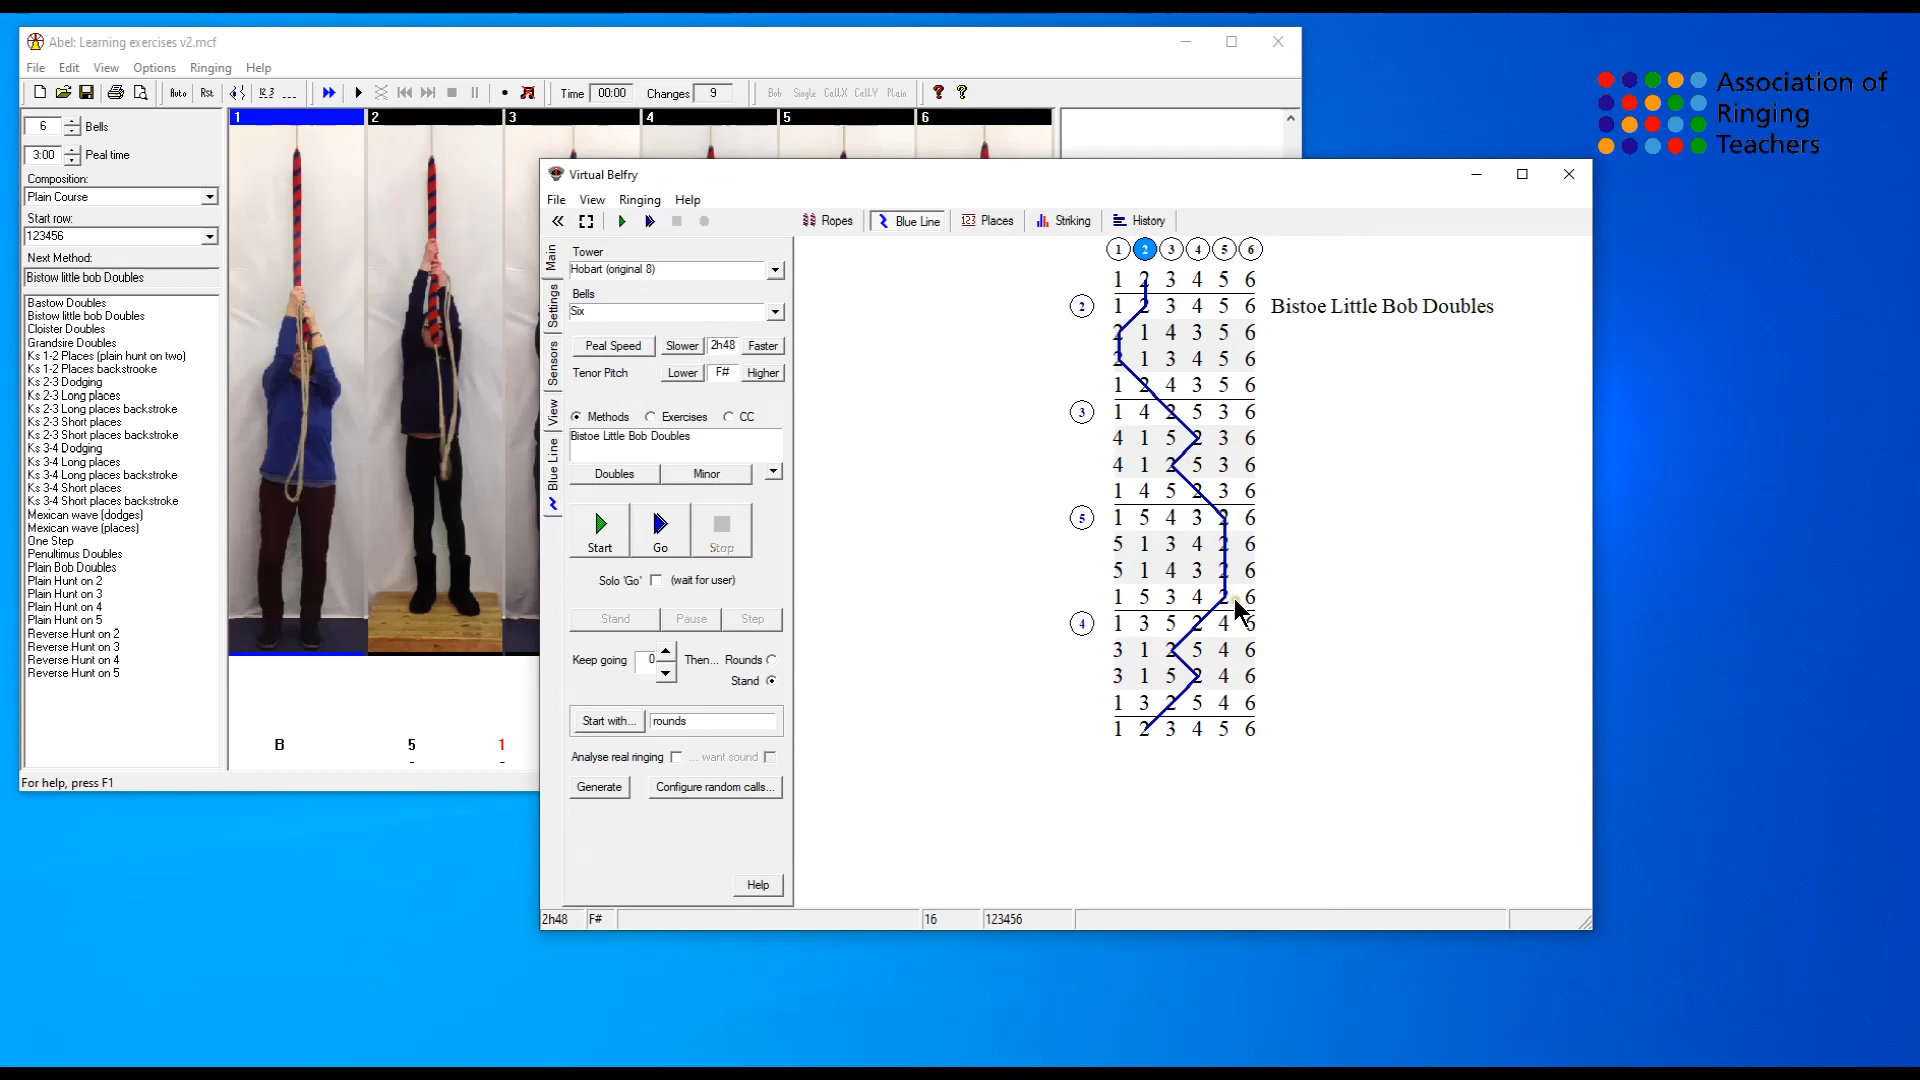 Abel: Learning exercises v2.mcf
File Edit View Options Ringing Help
Auto Rst 12.3 Time 00:00 Changes 9 Bob Single CallX CallY Plain ? ?
6 Bells
3:00 Peal time
Composition:
Plain Course
Start row:
123456
Next Method:
Bistow little bob Doubles
Bastow Doubles
Bistow little bob Doubles
Cloister Doubles
Grandsire Doubles
Ks 1-2 Places (plain hunt on two)
Ks 1-2 Places backstrooke
Ks 2-3 Dodging
Ks 2-3 Long places
Ks 2-3 Long places backstroke
Ks 2-3 Short places
Ks 2-3 Short places backstroke
Ks 3-4 Dodging
Ks 3-4 Long places
Ks 3-4 Long places backstroke
Ks 3-4 Short places
Ks 3-4 Short places backstroke
Mexican wave (dodges)
Mexican wave (places)
One Step
Penultimus Doubles
Plain Bob Doubles
Plain Hunt on 2
Plain Hunt on 3
Plain Hunt on 4
Plain Hunt on 5
Reverse Hunt on 2
Reverse Hunt on 3
Reverse Hunt on 4
Reverse Hunt on 5
1 2 3 4 5 6
B 5 1
- -
For help, press F1
Virtual Belfry
File View Ringing Help
Ropes Blue Line 123 Places Striking History
Main
Settings
Sensors
View
Blue Line
Tower
Hobart (original 8)
Bells
Six
Peal Speed Slower 2h48 Faster
Tenor Pitch Lower F# Higher
Methods Exercises CC
Bistoe Little Bob Doubles
Doubles Minor
Start Go Stop
Solo 'Go' (wait for user)
Stand Pause Step
Keep going 0 Then... Rounds
Stand
Start with... rounds
Analyse real ringing ... want sound
Generate Configure random calls...
Help
1 2 3 4 5 6
1 2 3 4 5 6
2 1 2 3 4 5 6 Bistoe Little Bob Doubles
2 1 4 3 5 6
2 1 3 4 5 6
1 2 4 3 5 6
3 1 4 2 5 3 6
4 1 5 2 3 6
4 1 2 5 3 6
1 4 5 2 3 6
5 1 5 4 3 2 6
5 1 3 4 2 6
5 1 4 3 2 6
1 5 3 4 2 6
4 1 3 5 2 4 6
3 1 2 5 4 6
3 1 5 2 4 6
1 3 2 5 4 6
1 2 3 4 5 6
2h48 F# 16 123456
Association of
Ringing
Teachers